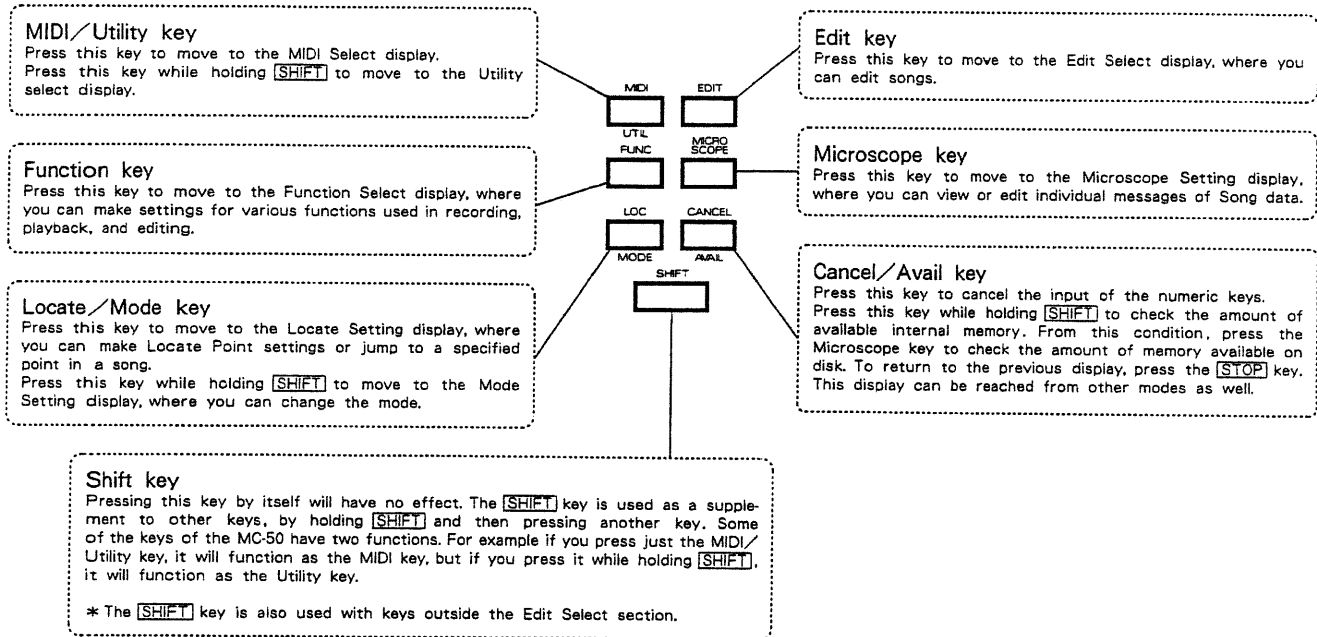 MIDI／Utility key
Press this key to move to the MIDI Select display.
Press this key while holding SHIFT to move to the Utility
select display.
Function key
Press this key to move to the Function Select display, where
you can make settings for various functions used in recording,
playback, and editing.
Locate／Mode key
Press this key to move to the Locate Setting display, where
you can make Locate Point settings or jump to a specified
point in a song.
Press this key while holding SHIFT to move to the Mode
Setting display, where you can change the mode.
MIDI
EDIT
UTIL
FUNC
MICRO
SCOPE
LOC
CANCEL
MODE
AVAIL
SHIFT
Edit key
Press this key to move to the Edit Select display, where you
can edit songs.
Microscope key
Press this key to move to the Microscope Setting display,
where you can view or edit individual messages of Song data.
Cancel／Avail key
Press this key to cancel the input of the numeric keys.
Press this key while holding SHIFT to check the amount of
available internal memory. From this condition, press the
Microscope key to check the amount of memory available on
disk. To return to the previous display, press the STOP key.
This display can be reached from other modes as well.
Shift key
Pressing this key by itself will have no effect. The SHIFT key is used as a supple-
ment to other keys, by holding SHIFT and then pressing another key. Some
of the keys of the MC-50 have two functions. For example if you press just the MIDI／
Utility key, it will function as the MIDI key, but if you press it while holding SHIFT,
it will function as the Utility key.
* The SHIFT key is also used with keys outside the Edit Select section.